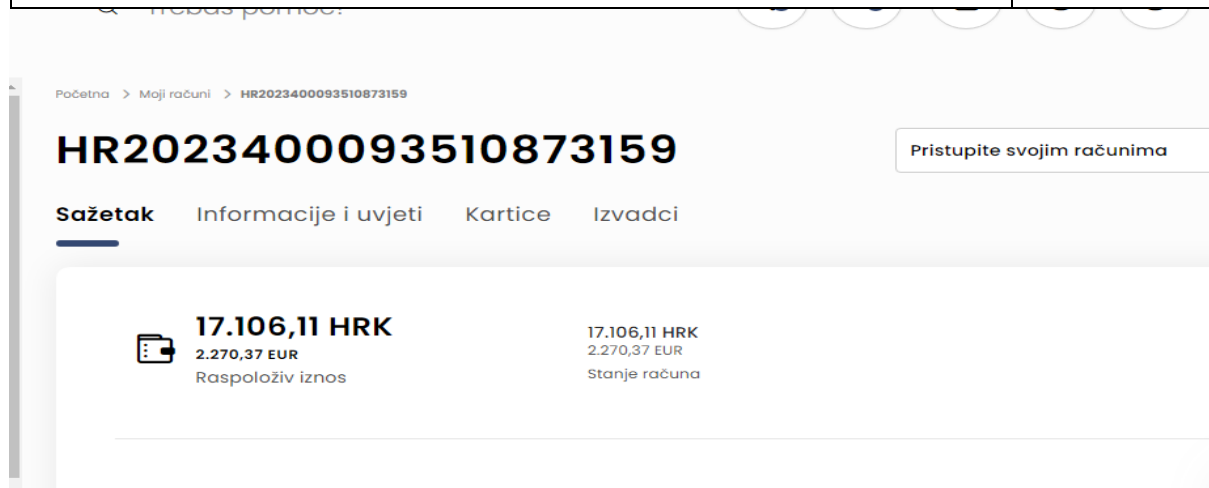 Trebaš pomoć?
Početna > Moji računi > HR2023400093510873159
HR2023400093510873159
Pristupite svojim računima
Sažetak Informacije i uvjeti Kartice Izvadci
17.106,11 HRK
2.270,37 EUR
Raspoloživ iznos
17.106,11 HRK
2.270,37 EUR
Stanje računa